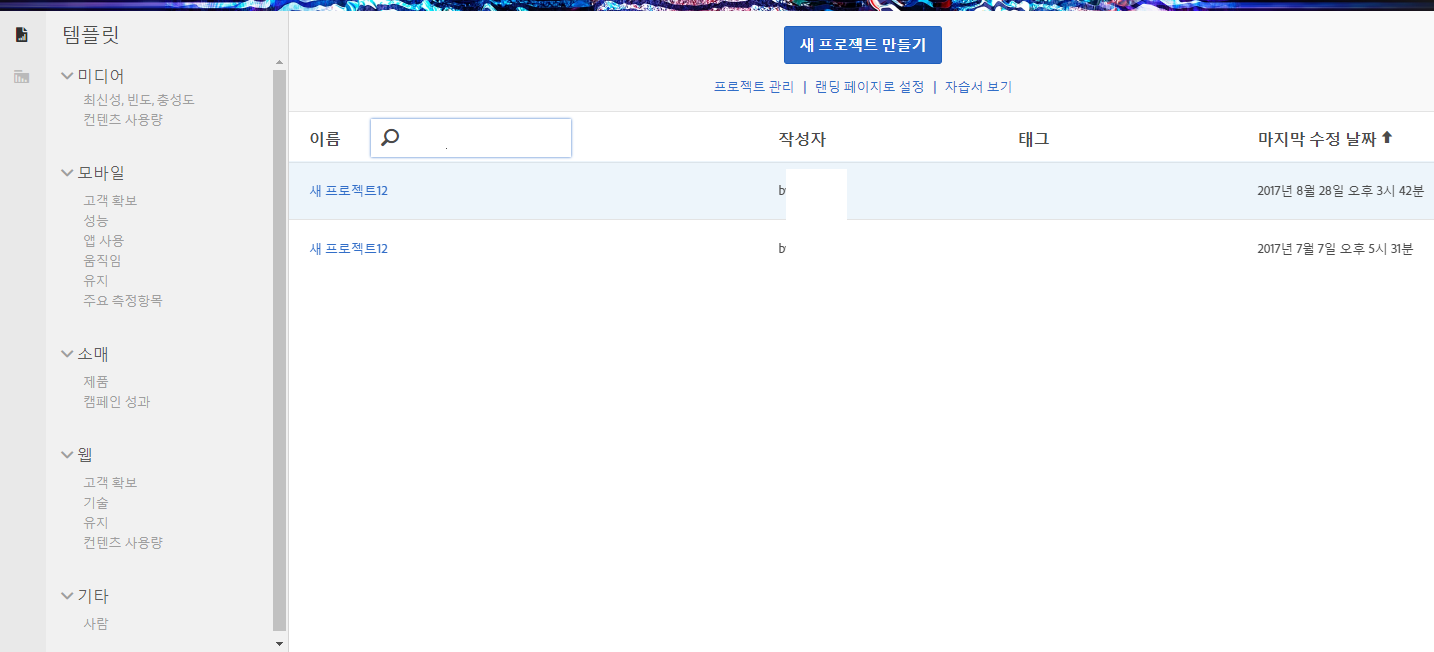 템플릿
미디어
최신성, 빈도, 충성도
컨텐츠 사용량
모바일
고객 확보
성능
앱 사용
움직임
유지
주요 측정항목
소매
제품
캠페인 성과
웹
고객 확보
기술
유지
컨텐츠 사용량
기타
사람
새 프로젝트 만들기
프로젝트 관리 | 랜딩 페이지로 설정 | 자습서 보기
이름 작성자 태그 마지막 수정 날짜
새 프로젝트12 2017년 8월 28일 오후 3시 42분
새 프로젝트12 2017년 7월 7일 오후 5시 31분